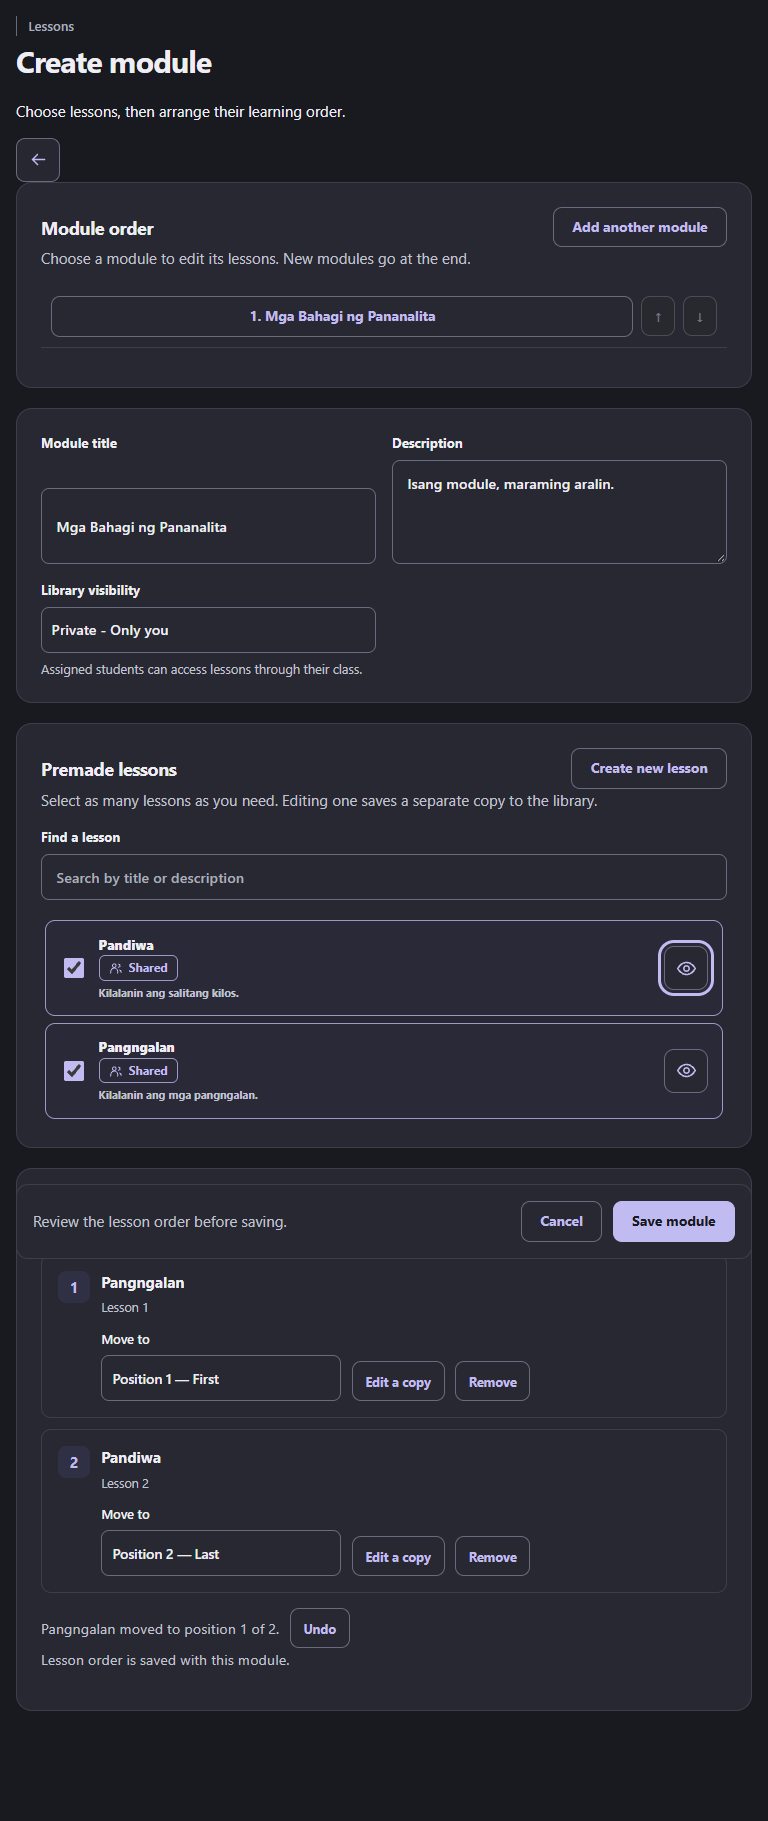 Lessons
Create module
Choose lessons, then arrange their learning order.
←
Module order
Add another module
Choose a module to edit its lessons. New modules go at the end.
1. Mga Bahagi ng Pananalita
↑
↓
Module title
Description
Mga Bahagi ng Pananalita
Isang module, maraming aralin.
Library visibility
Private - Only you
Assigned students can access lessons through their class.
Premade lessons
Create new lesson
Select as many lessons as you need. Editing one saves a separate copy to the library.
Find a lesson
Search by title or description
Pandiwa
Shared
Kilalanin ang salitang kilos.
Pangngalan
Shared
Kilalanin ang mga pangngalan.
Review the lesson order before saving.
Cancel
Save module
1
Pangngalan
Lesson 1
Move to
Position 1 — First
Edit a copy
Remove
2
Pandiwa
Lesson 2
Move to
Position 2 — Last
Edit a copy
Remove
Pangngalan moved to position 1 of 2.
Undo
Lesson order is saved with this module.